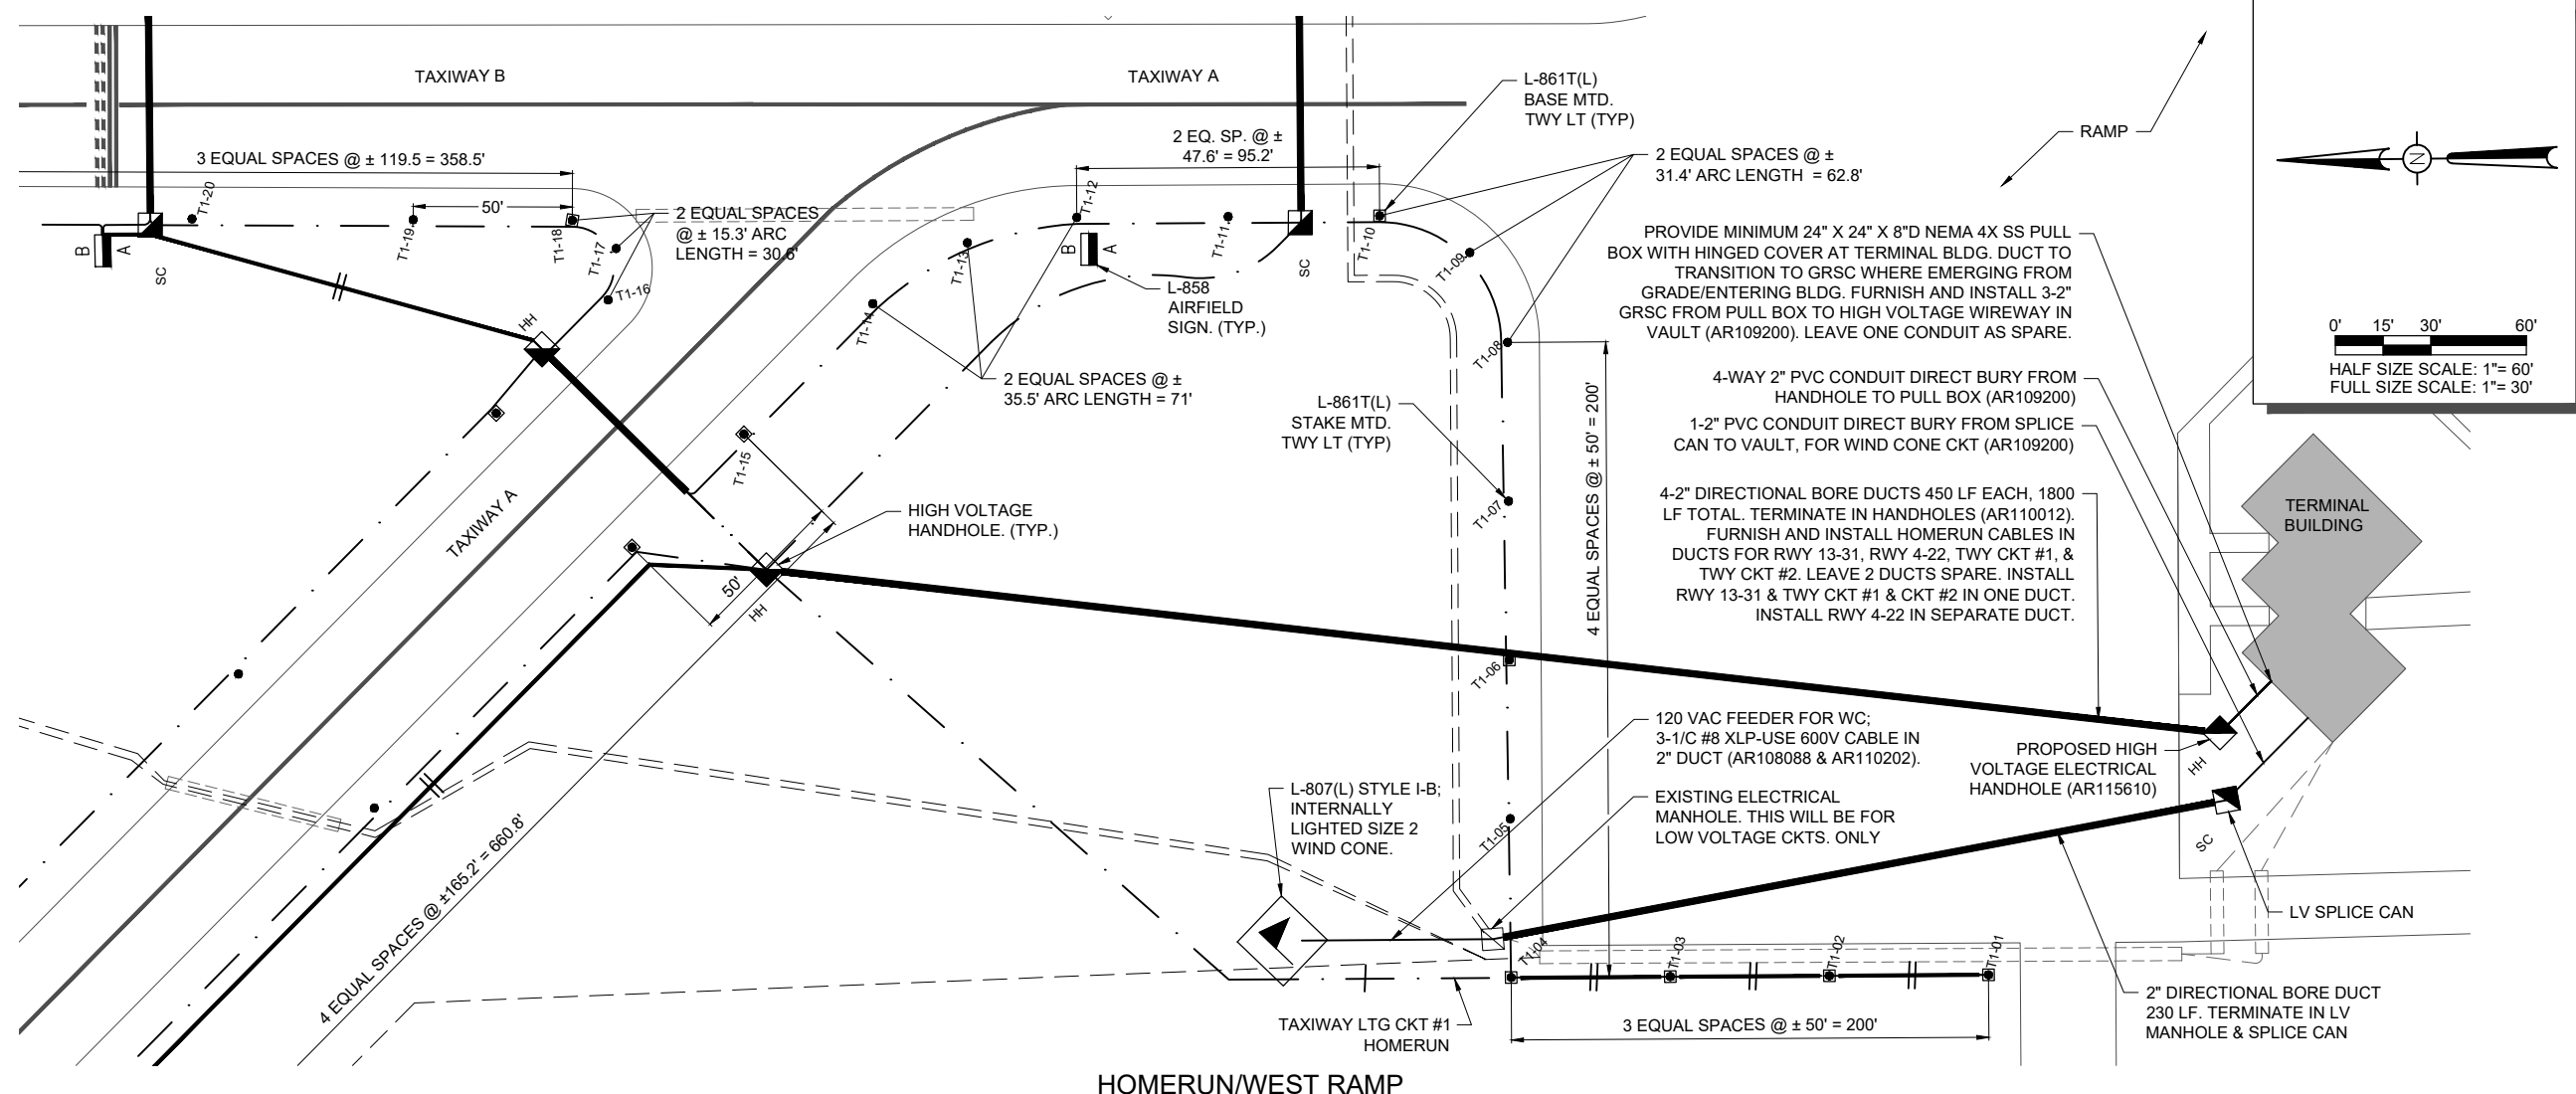 TAXIWAY B
TAXIWAY A
L-861T(L)
BASE MTD.
TWY LT (TYP)
RAMP
N
2 EQ. SP. @ ±
47.6' = 95.2'
3 EQUAL SPACES @ ± 119.5 = 358.5'
2 EQUAL SPACES @ ±
31.4' ARC LENGTH  = 62.8'
T1-20
T1-19
50'
T1-18
T1-17
T1-16
2 EQUAL SPACES
@ ± 15.3' ARC
LENGTH = 30.6'
B
A
SC
HH
T1-12
T1-13
T1-14
T1-15
B
A
T1-11
SC
T1-10
T1-09
T1-08
L-858
AIRFIELD
SIGN. (TYP.)
2 EQUAL SPACES @ ±
35.5' ARC LENGTH = 71'
PROVIDE MINIMUM 24" X 24" X 8"D NEMA 4X SS PULL
BOX WITH HINGED COVER AT TERMINAL BLDG. DUCT TO
TRANSITION TO GRSC WHERE EMERGING FROM
GRADE/ENTERING BLDG. FURNISH AND INSTALL 3-2"
GRSC FROM PULL BOX TO HIGH VOLTAGE WIREWAY IN
VAULT (AR109200). LEAVE ONE CONDUIT AS SPARE.
0'
15'
30'
60'
HALF SIZE SCALE: 1"= 60'
FULL SIZE SCALE: 1"= 30'
4-WAY 2" PVC CONDUIT DIRECT BURY FROM
HANDHOLE TO PULL BOX (AR109200)
1-2" PVC CONDUIT DIRECT BURY FROM SPLICE
CAN TO VAULT, FOR WIND CONE CKT (AR109200)
L-861T(L)
STAKE MTD.
TWY LT (TYP)
4 EQUAL SPACES @ ± 50' = 200'
4-2" DIRECTIONAL BORE DUCTS 450 LF EACH, 1800
LF TOTAL. TERMINATE IN HANDHOLES (AR110012).
FURNISH AND INSTALL HOMERUN CABLES IN
DUCTS FOR RWY 13-31, RWY 4-22, TWY CKT #1, &
TWY CKT #2. LEAVE 2 DUCTS SPARE. INSTALL
RWY 13-31 & TWY CKT #1 & CKT #2 IN ONE DUCT.
INSTALL RWY 4-22 IN SEPARATE DUCT.
TERMINAL
BUILDING
TAXIWAY A
HIGH VOLTAGE
HANDHOLE. (TYP.)
50'
HH
T1-07
T1-06
T1-05
120 VAC FEEDER FOR WC;
3-1/C #8 XLP-USE 600V CABLE IN
2" DUCT (AR108088 & AR110202).
PROPOSED HIGH
VOLTAGE ELECTRICAL
HANDHOLE (AR115610)
HH
SC
L-807(L) STYLE I-B;
INTERNALLY
LIGHTED SIZE 2
WIND CONE.
EXISTING ELECTRICAL
MANHOLE. THIS WILL BE FOR
LOW VOLTAGE CKTS. ONLY
4 EQUAL SPACES @ ±165.2' = 660.8'
LV SPLICE CAN
T1-04
T1-03
T1-02
T1-01
TAXIWAY LTG CKT #1
HOMERUN
3 EQUAL SPACES @ ± 50' = 200'
2" DIRECTIONAL BORE DUCT
230 LF. TERMINATE IN LV
MANHOLE & SPLICE CAN
HOMERUN/WEST RAMP